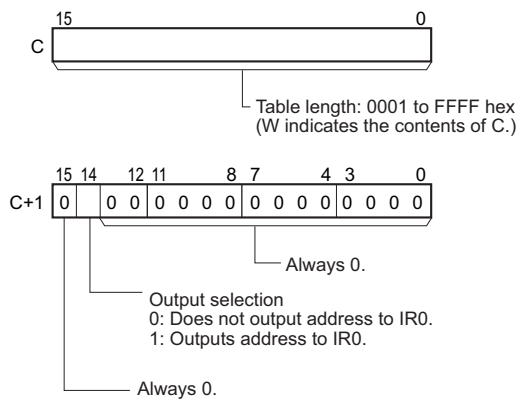 15 0
C
Table length: 0001 to FFFF hex
(W indicates the contents of C.)
15 14 12 11 8 7 4 3 0
C+1 0 0 0 0 0 0 0 0 0 0 0 0 0 0 0
Always 0.
Output selection
0: Does not output address to IR0.
1: Outputs address to IR0.
Always 0.